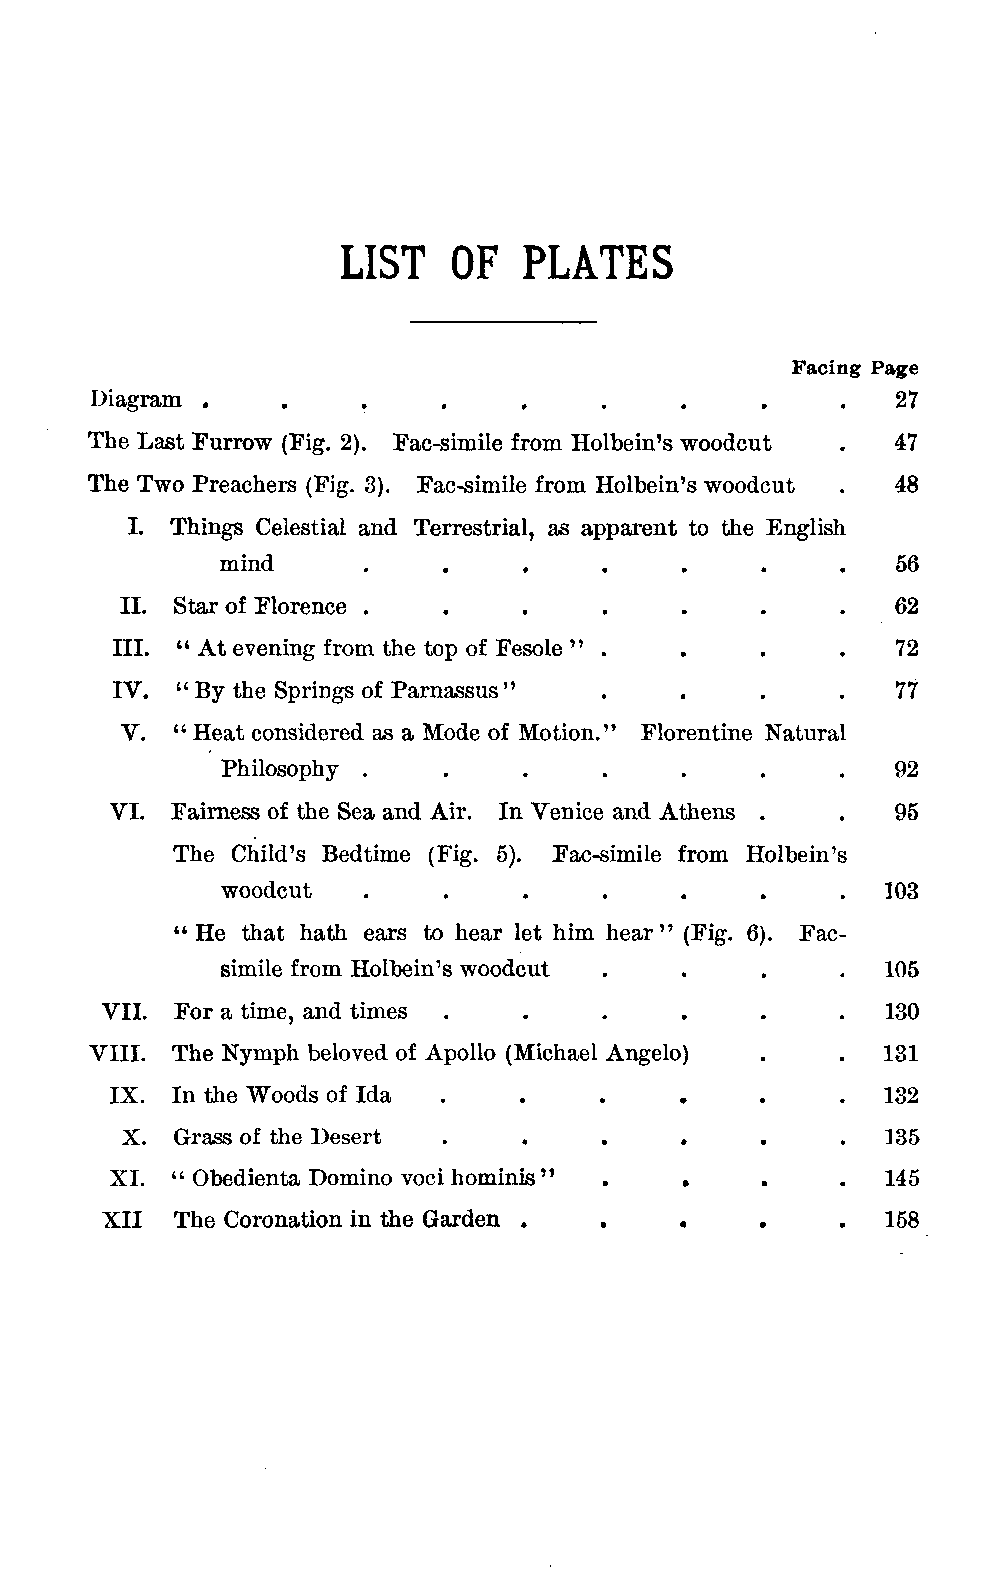 LIST OF PLATES
Facing Page
Diagram . . . . . . . . . 27
The Last Furrow (Fig. 2). Fac-simile from Holbein's woodcut . 47
The Two Preachers (Fig. 3). Fac-simile from Holbein's woodcut . 48
I. Things Celestial and Terrestrial, as apparent to the English
mind . . . . . . . 56
II. Star of Florence . . . . . . . 62
III. “ At evening from the top of Fesole ” . . . . 72
IV. “ By the Springs of Parnassus ” . . . . 77
V. “ Heat considered as a Mode of Motion.” Florentine Natural
Philosophy . . . . . . . 92
VI. Fairness of the Sea and Air. In Venice and Athens . . 95
The Child's Bedtime (Fig. 5). Fac-simile from Holbein's
woodcut . . . . . . . 103
“ He that hath ears to hear let him hear ” (Fig. 6). Fac-
simile from Holbein's woodcut . . . . 105
VII. For a time, and times . . . . . . 130
VIII. The Nymph beloved of Apollo (Michael Angelo) . . 131
IX. In the Woods of Ida . . . . . . 132
X. Grass of the Desert . . . . . . 135
XI. “ Obedienta Domino voci hominis ” . . . . 145
XII The Coronation in the Garden . . . . . 158